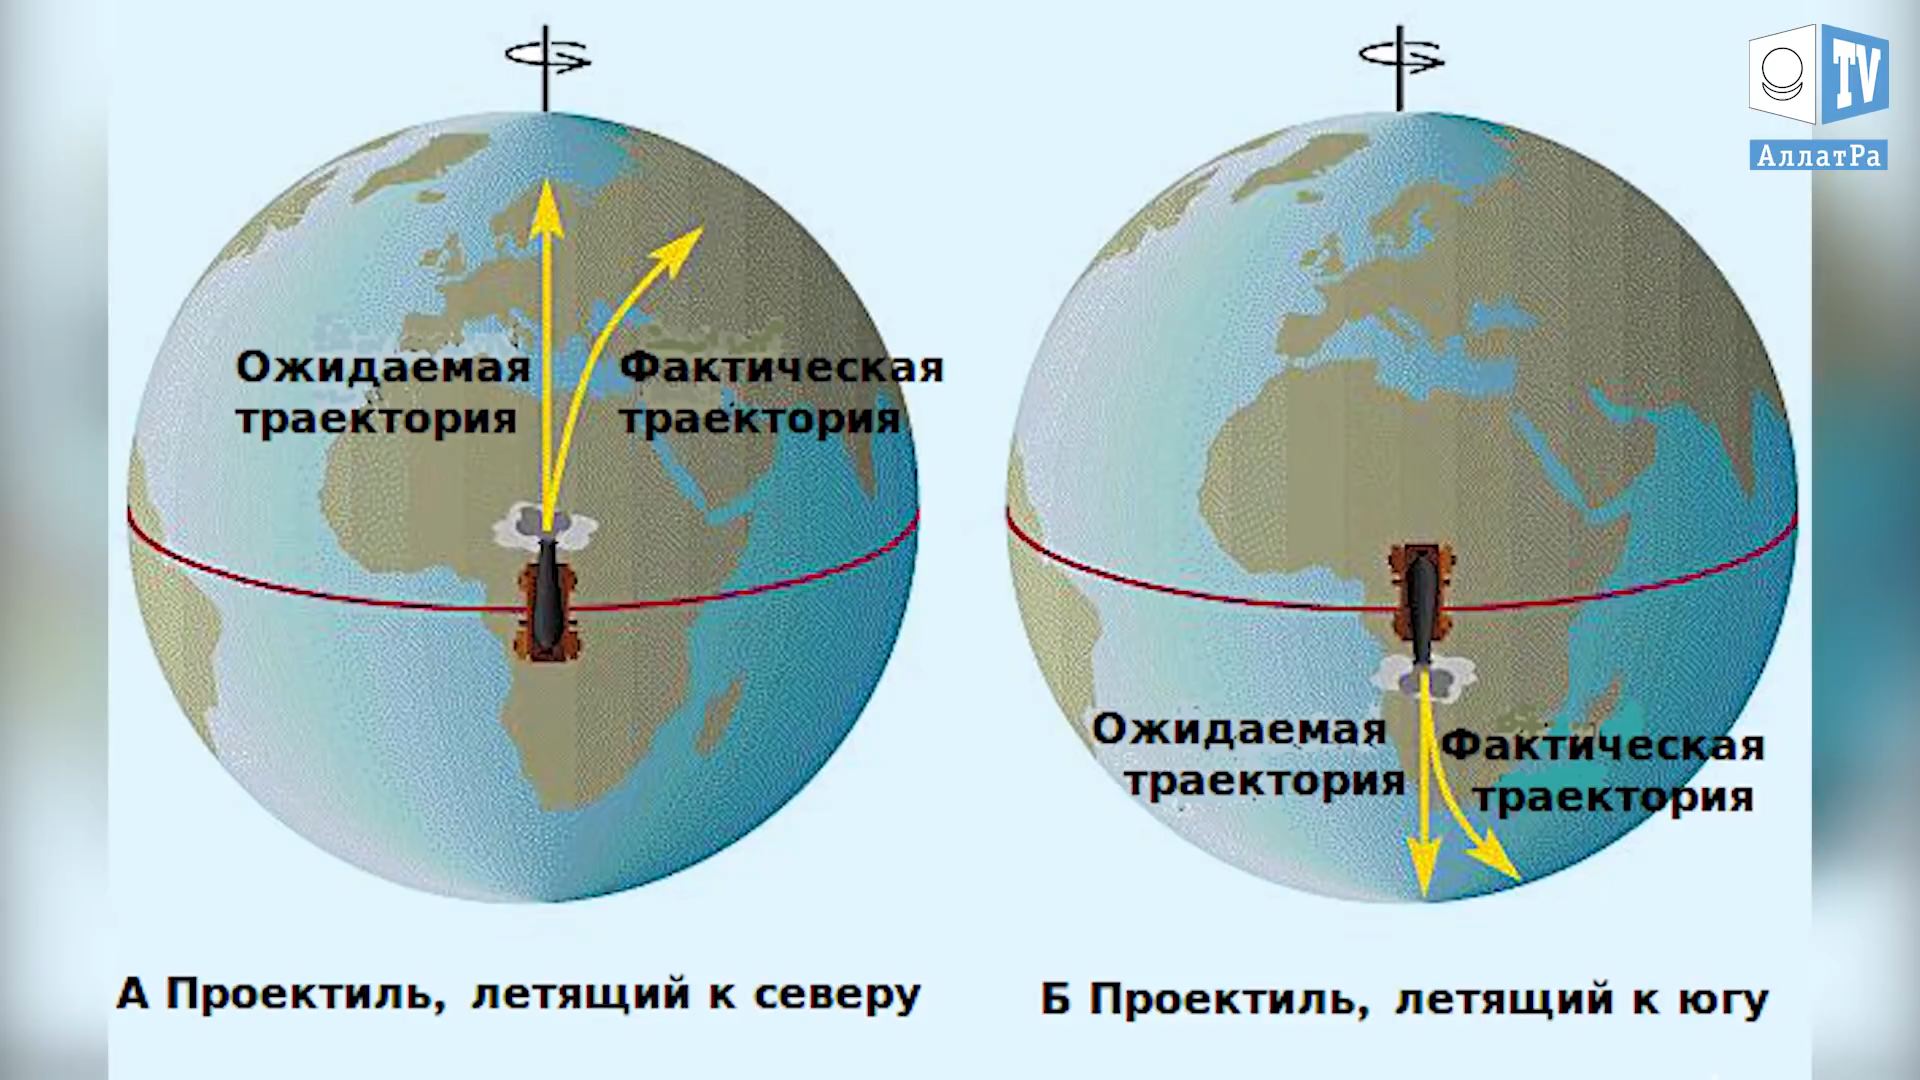 TV
АллатРа
Ожидаемая
траектория
Фактическая
траектория
Ожидаемая
траектория
Фактическая
траектория
А Проектиль, летящий к северу
Б Проектиль, летящий к югу